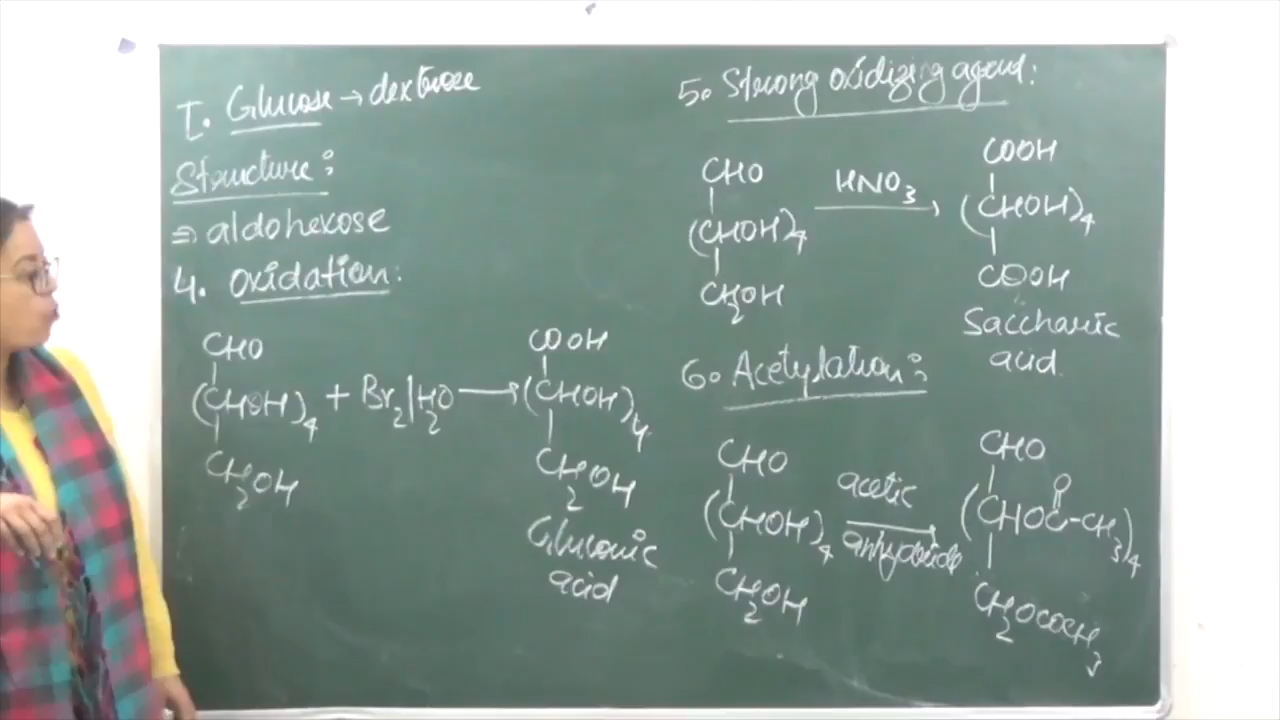 I. Glucose → dextrose
Structure:
⇒ aldohexose
4. Oxidation:
CHO
(CHOH)4 + Br2|H2O → (CHOH)4
CH2OH
COOH
CH2OH
Gluconic
acid
5. Strong oxidizing agent:
CHO
(CHOH)4
CH2OH
HNO3 →
COOH
(CHOH)4
COOH
Saccharic
acid
6. Acetylation:
CHO
(CHOH)4
CH2OH
acetic
anhydride
CHO
O
(CHOC-CH3)4
CH2OCOCH3